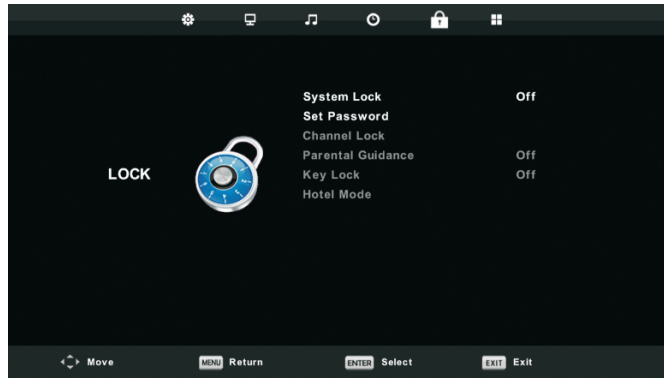 System Lock Off
Set Password
Channel Lock
Parental Guidance Off
Key Lock Off
Hotel Mode
LOCK
Move MENU Return ENTER Select EXIT Exit